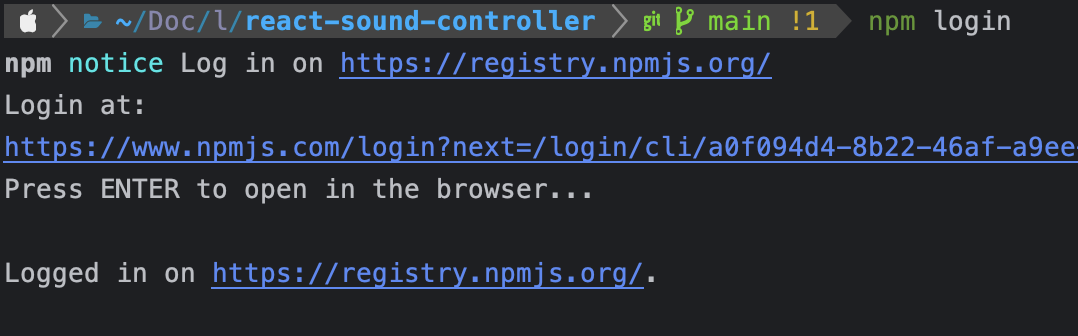 ~/Doc/l/react-sound-controller git main !1 npm login
npm notice Log in on https://registry.npmjs.org/
Login at:
https://www.npmjs.com/login?next=/login/cli/a0f094d4-8b22-46af-a9ee-
Press ENTER to open in the browser...
Logged in on https://registry.npmjs.org/.